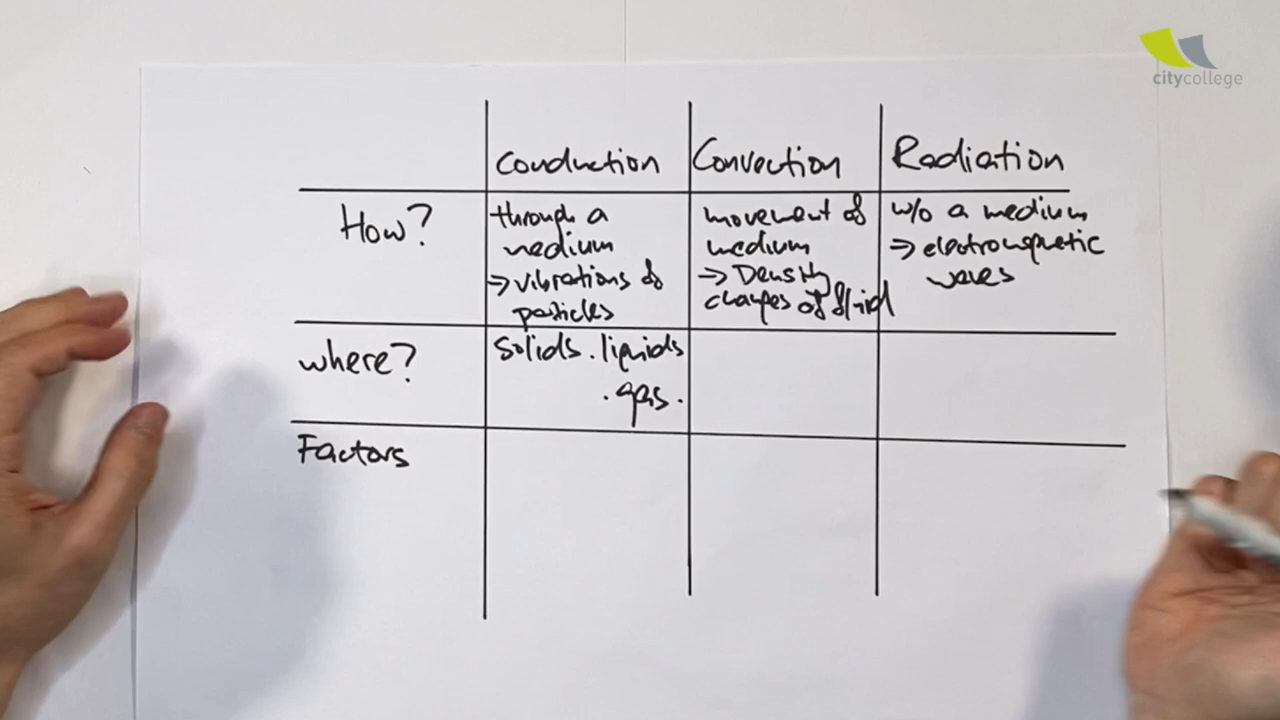 citycollege
Conduction Convection Radiation
How?
through a
medium
⇒ vibrations of
particles
movement of
medium
→ Density
changes of fluid
w/o a medium
⇒ electromagnetic
waves
where?
Solids. liquids
. gas.
Factors